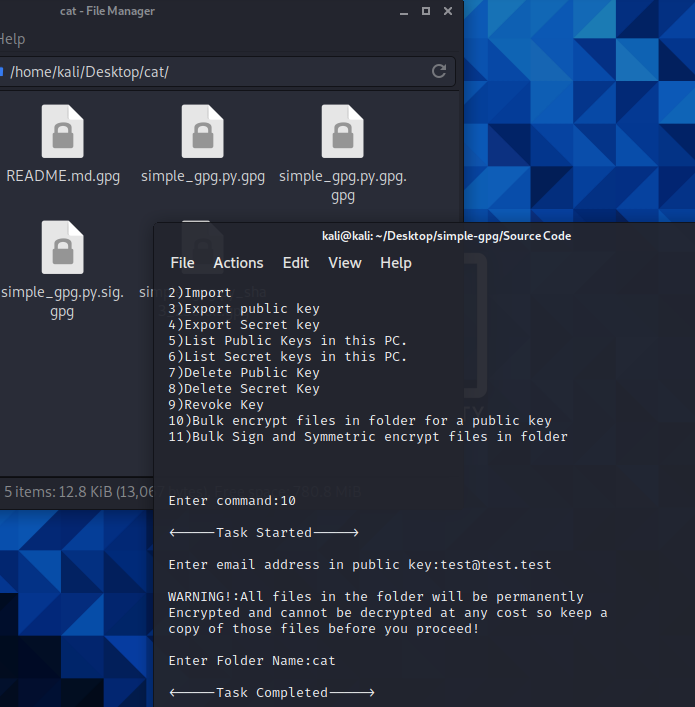 cat - File Manager
Help
/home/kali/Desktop/cat/
README.md.gpg
simple_gpg.py.gpg
simple_gpg.py.gpg.
gpg
simple_gpg.py.sig.
gpg
kali@kali: ~/Desktop/simple-gpg/Source Code
File Actions Edit View Help
2)Import
3)Export public key
4)Export Secret key
5)List Public Keys in this PC.
6)List Secret keys in this PC.
7)Delete Public Key
8)Delete Secret Key
9)Revoke Key
10)Bulk encrypt files in folder for a public key
11)Bulk Sign and Symmetric encrypt files in folder
5 items: 12.8 KiB
Enter command:10
<-----Task Started----->
Enter email address in public key:test@test.test
WARNING!:All files in the folder will be permanently
Encrypted and cannot be decrypted at any cost so keep a
copy of those files before you proceed!
Enter Folder Name:cat
<-----Task Completed----->